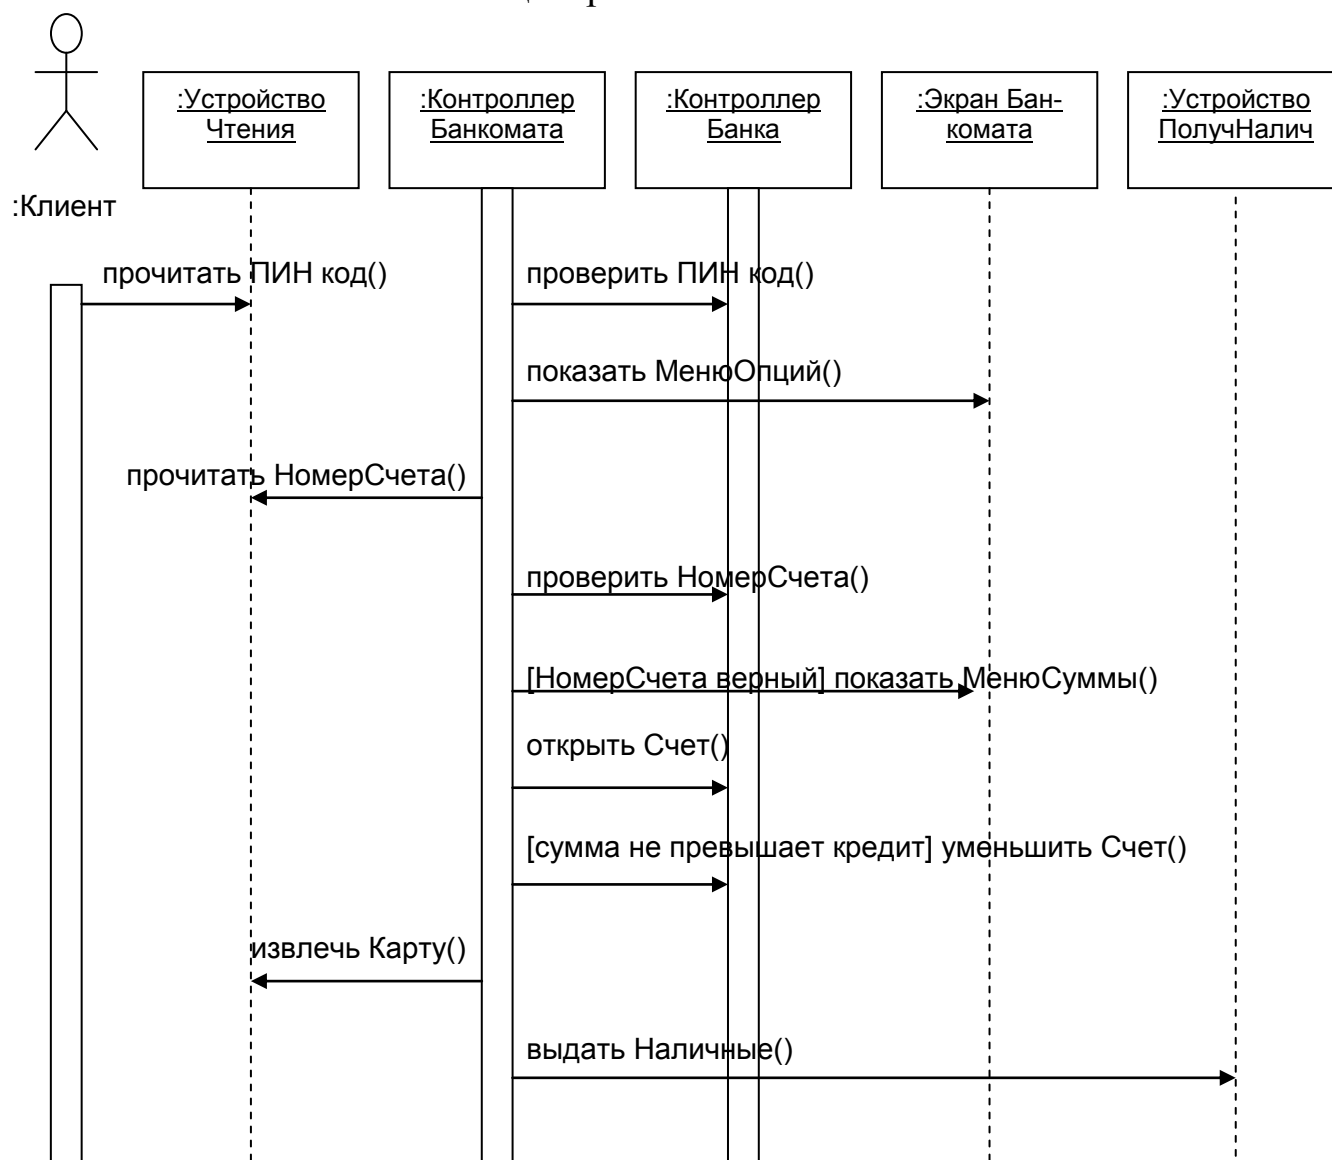 :Устройство
Чтения
:Контроллер
Банкомата
:Контроллер
Банка
:Экран Бан-
комата
:Устройство
ПолучНалич
:Клиент
прочитать ПИН код()
проверить ПИН код()
показать МенюОпций()
прочитать НомерСчета()
проверить НомерСчета()
[НомерСчета верный] показать МенюСуммы()
открыть Счет()
[сумма не превышает кредит] уменьшить Счет()
извлечь Карту()
выдать Наличные()